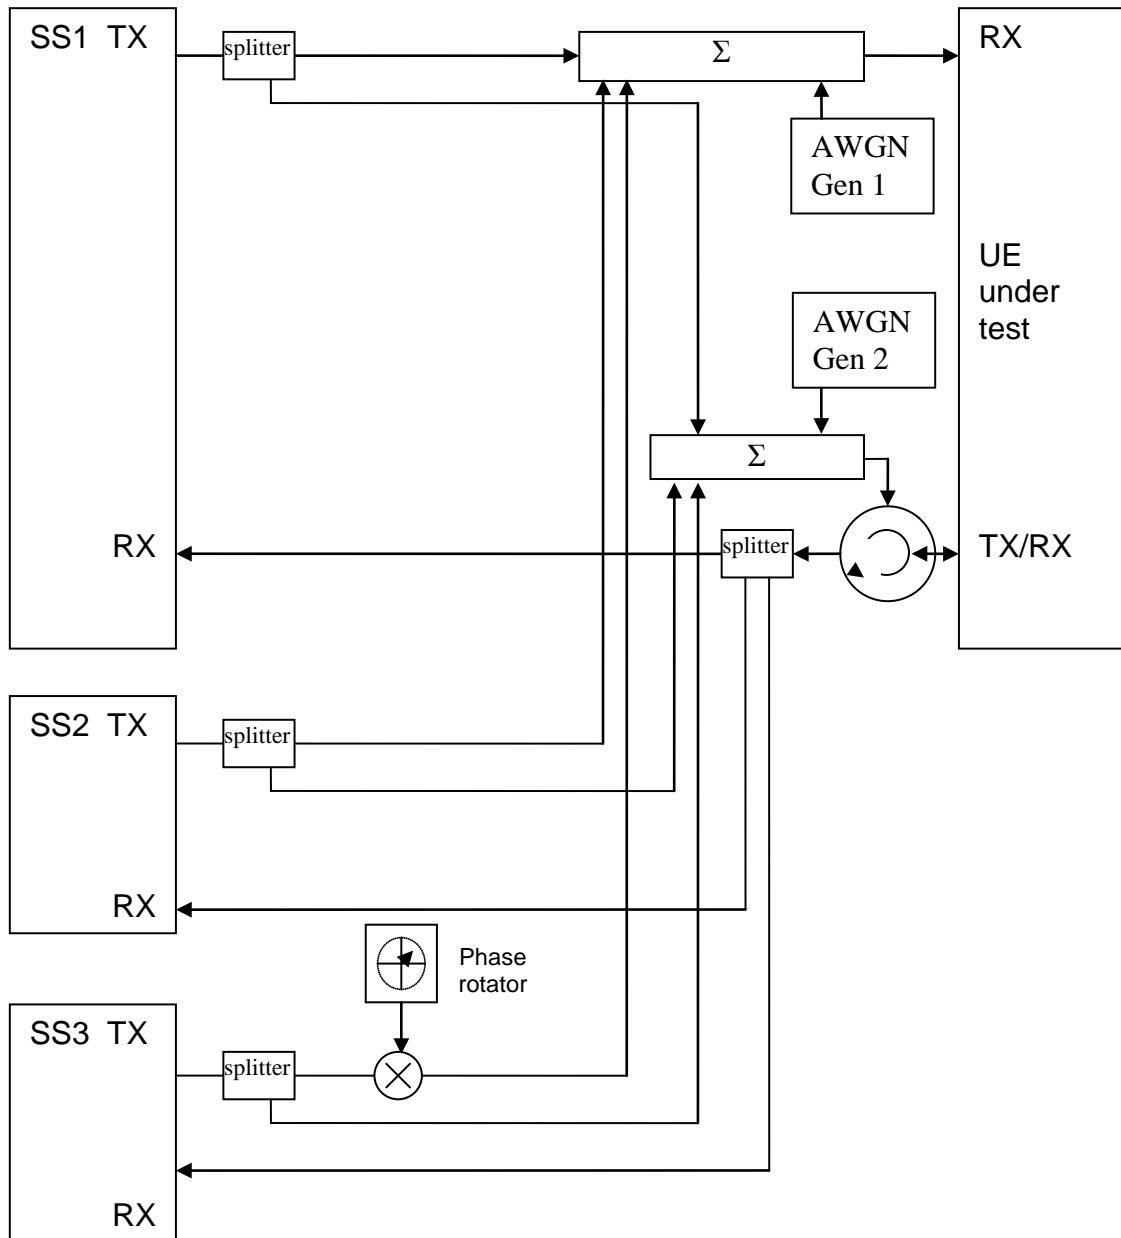 SS1 TX
splitter
Σ
RX
AWGN
Gen 1
UE
under
test
AWGN
Gen 2
Σ
RX
splitter
TX/RX
SS2 TX
splitter
RX
Phase
rotator
SS3 TX
splitter
RX